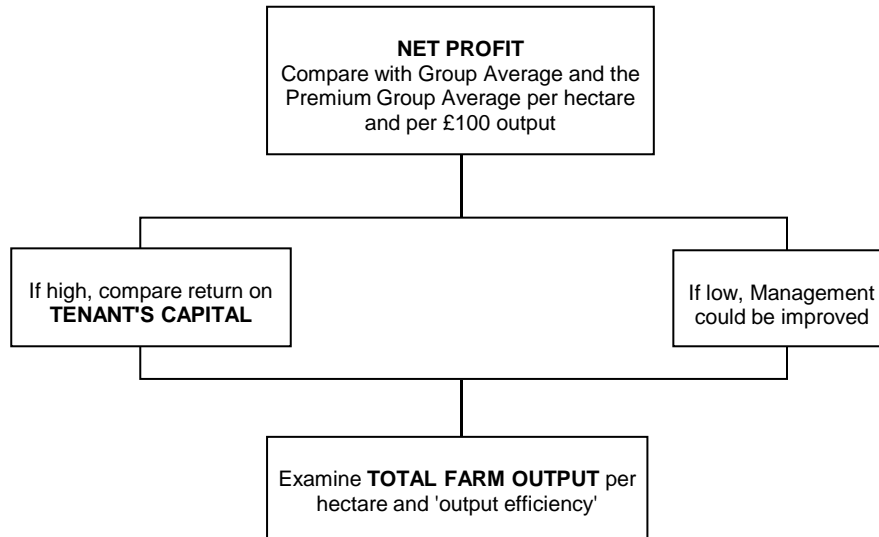 NET PROFIT
Compare with Group Average and the
Premium Group Average per hectare
and per £100 output
If high, compare return on
TENANT'S CAPITAL
If low, Management
could be improved
Examine TOTAL FARM OUTPUT per
hectare and 'output efficiency'